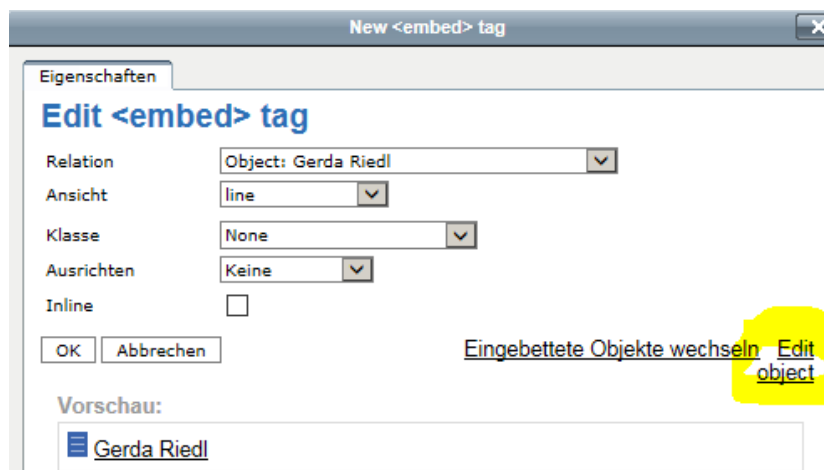 New <embed> tag
Eigenschaften
Edit <embed> tag
Relation Object: Gerda Riedl
Ansicht line
Klasse None
Ausrichten Keine
Inline
OK Abbrechen Eingebettete Objekte wechseln Edit
object
Vorschau:
Gerda Riedl